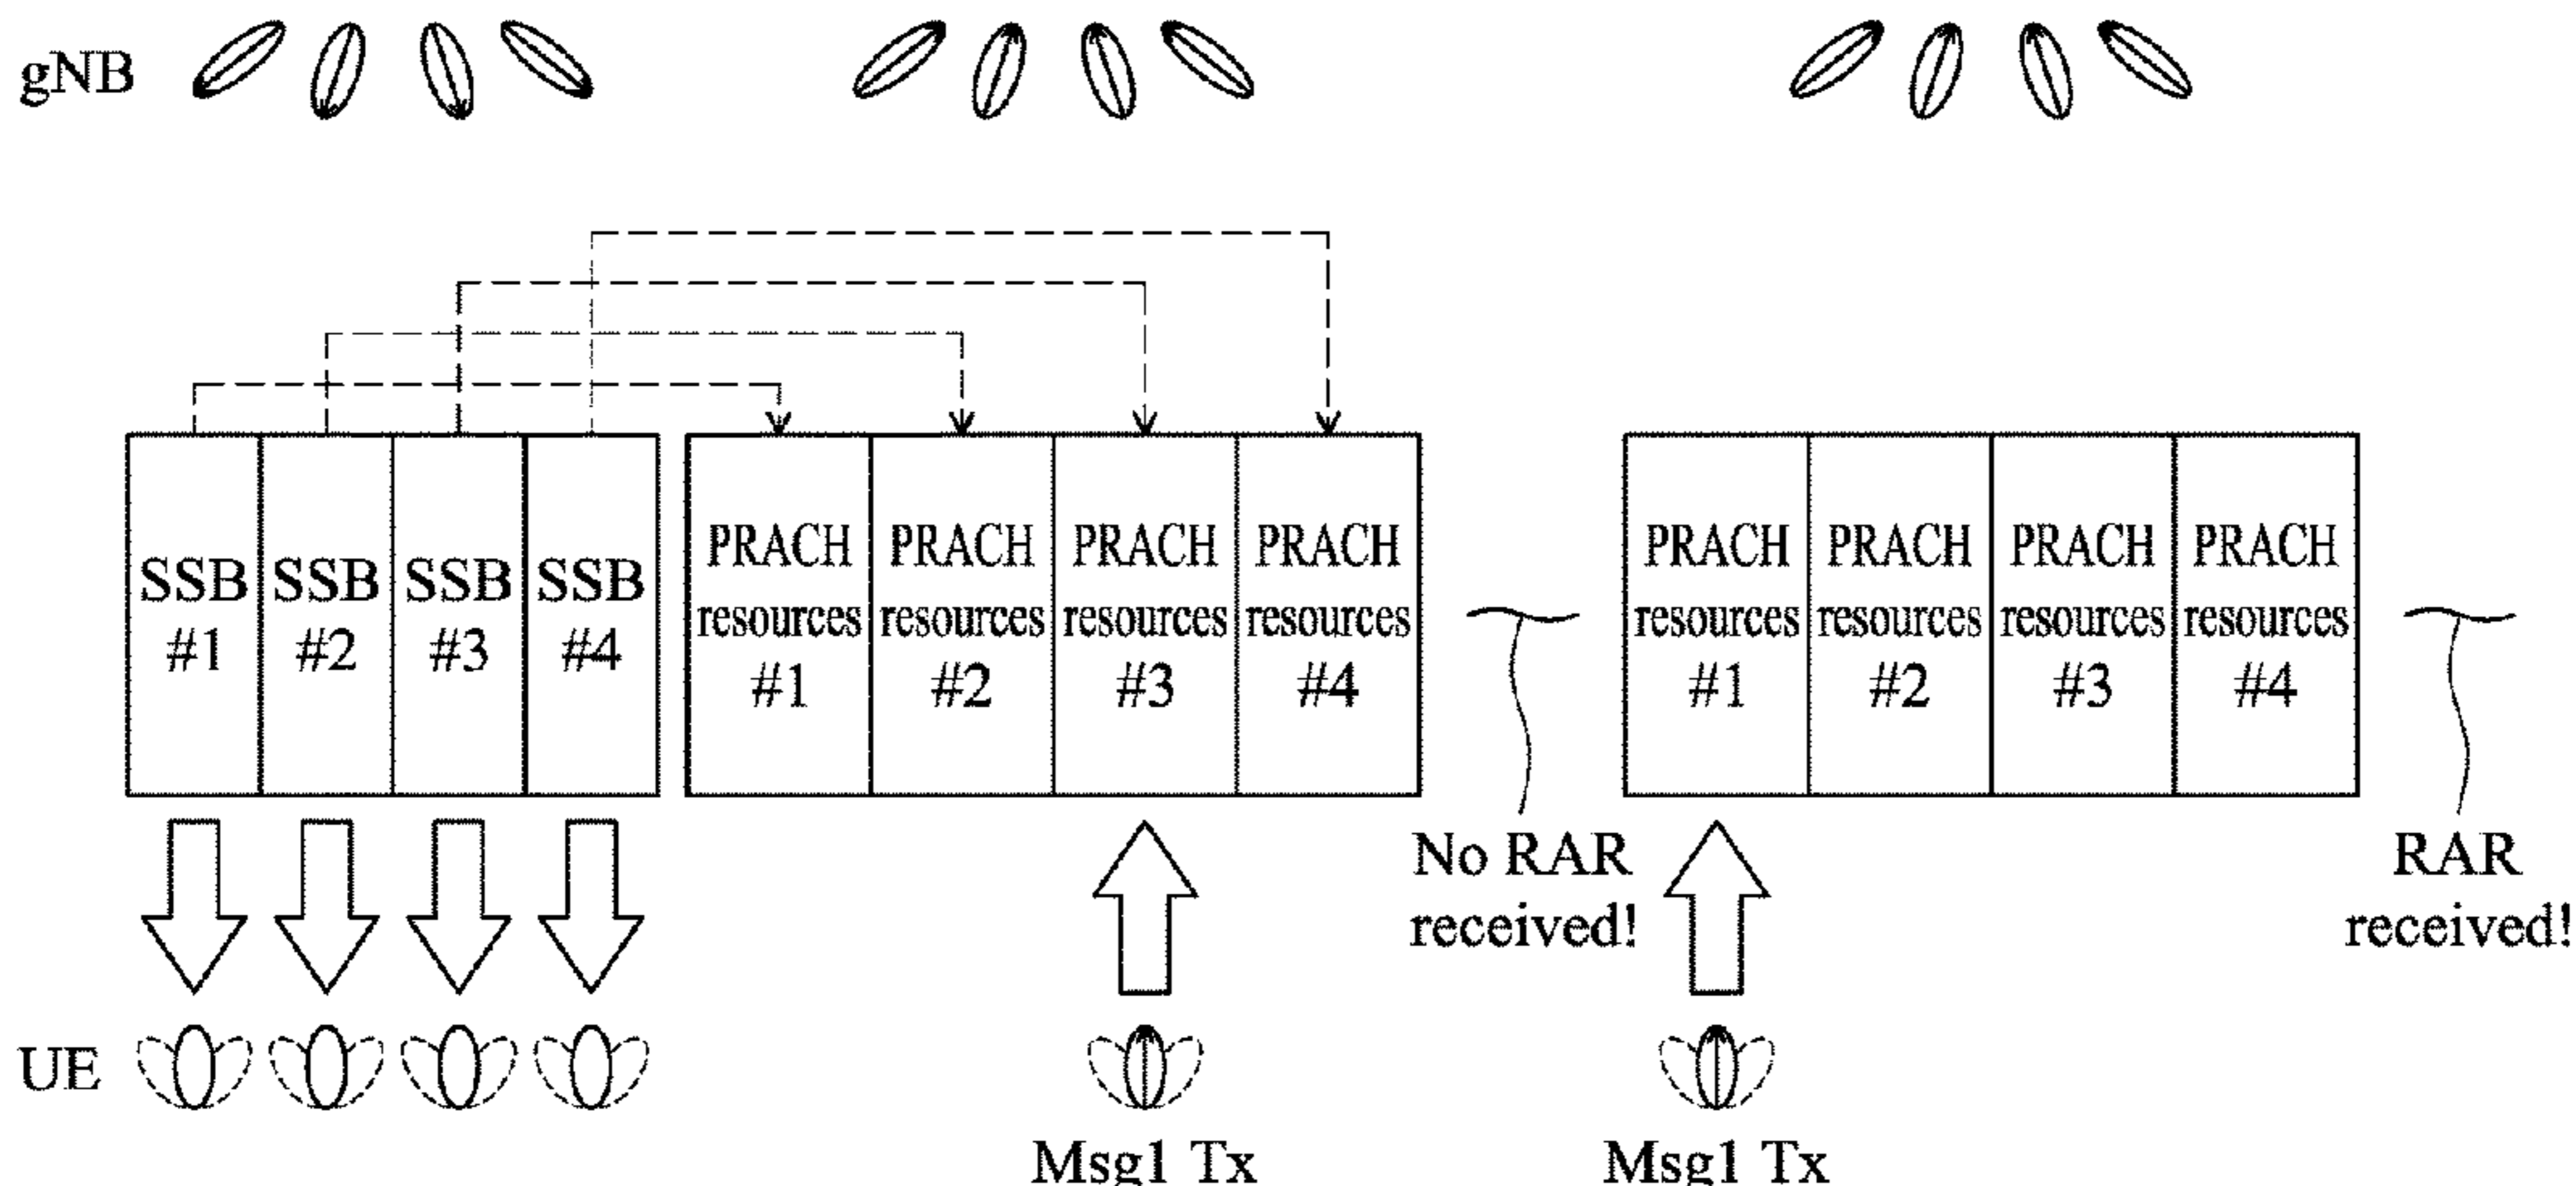 gNB
SSB
#1
SSB
#2
SSB
#3
SSB
#4
PRACH
resources
#1
PRACH
resources
#2
PRACH
resources
#3
PRACH
resources
#4
No RAR
received!
PRACH
resources
#1
PRACH
resources
#2
PRACH
resources
#3
PRACH
resources
#4
RAR
received!
UE
Msg1 Tx
Msg1 Tx